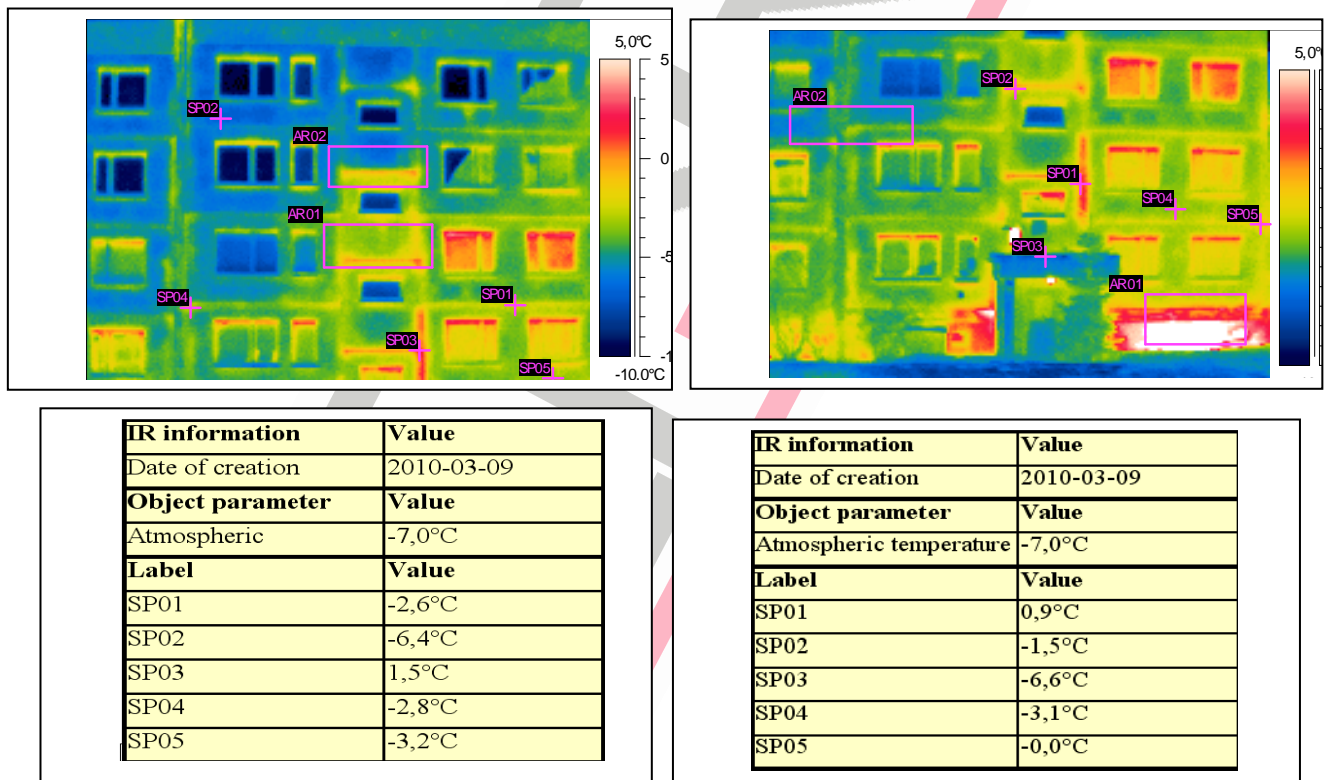 5,0°C
5
SP02
AR02
0
AR01
-5
SP04
SP01
SP03
SP05
-1
-10.0°C
5,0°
SP02
AR02
SP01
SP04
SP05
SP03
AR01
IR information Value
Date of creation 2010-03-09
Object parameter Value
Atmospheric -7,0°C
Label Value
SP01 -2,6°C
SP02 -6,4°C
SP03 1,5°C
SP04 -2,8°C
SP05 -3,2°C
IR information Value
Date of creation 2010-03-09
Object parameter Value
Atmospheric temperature -7,0°C
Label Value
SP01 0,9°C
SP02 -1,5°C
SP03 -6,6°C
SP04 -3,1°C
SP05 -0,0°C